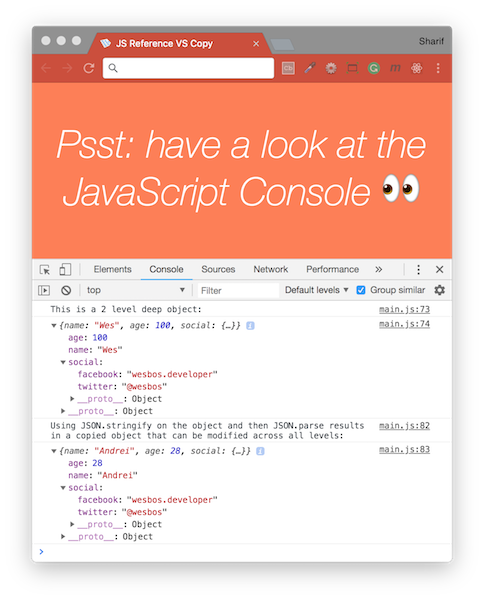 Sharif
JS Reference VS Copy
Cb
m
Psst: have a look at the
JavaScript Console 👀
Elements Console Sources Network Performance »
top Filter Default levels Group similar
This is a 2 level deep object: main.js:73
{name: "Wes", age: 100, social: {…}} i main.js:74
age: 100
name: "Wes"
social:
facebook: "wesbos.developer"
twitter: "@wesbos"
__proto__: Object
__proto__: Object
Using JSON.stringify on the object and then JSON.parse results main.js:82
in a copied object that can be modified across all levels:
{name: "Andrei", age: 28, social: {…}} i main.js:83
age: 28
name: "Andrei"
social:
facebook: "wesbos.developer"
twitter: "@wesbos"
__proto__: Object
__proto__: Object